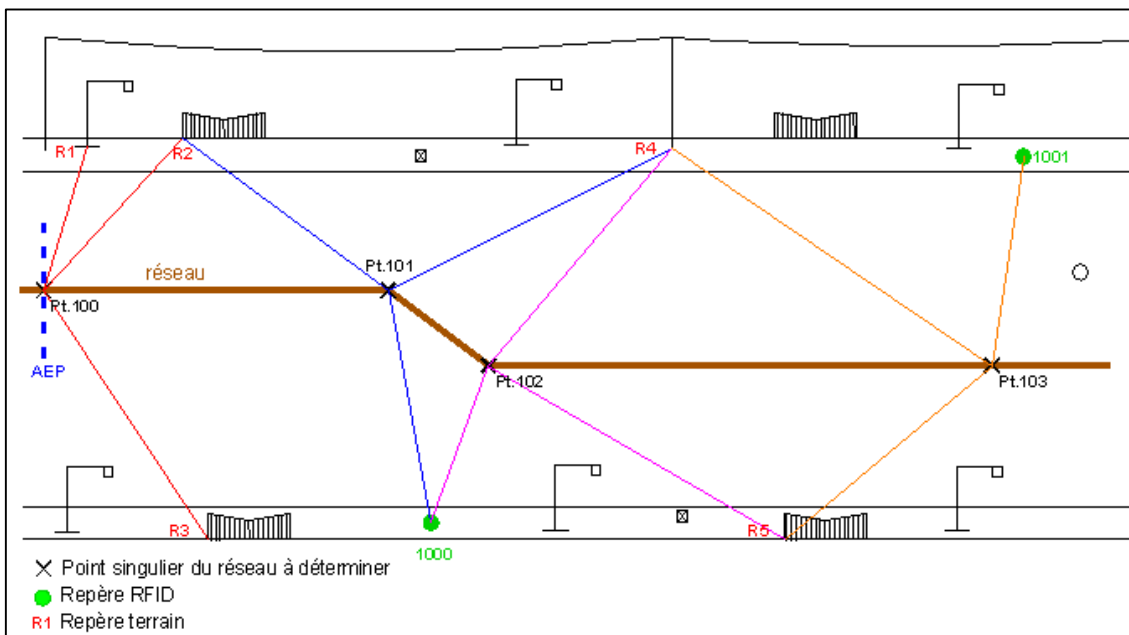 R1
R2
R4
1001
Pt.101
réseau
Pt.100
AEP
Pt.102
Pt.103
R3
1000
R5
Point singulier du réseau à déterminer
Repère RFID
R1 Repère terrain